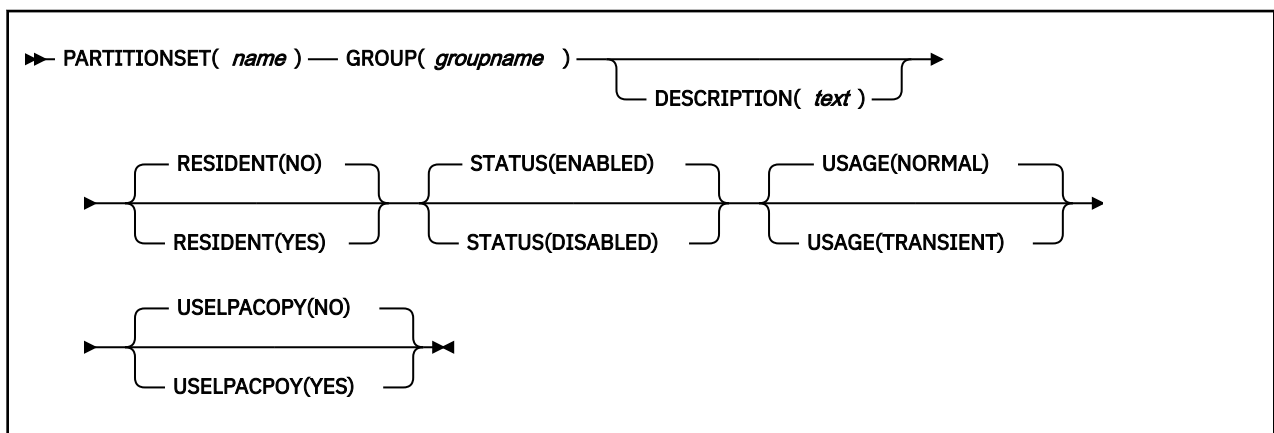 PARTITIONSET( name ) GROUP( groupname )
DESCRIPTION( text )
RESIDENT(NO) STATUS(ENABLED) USAGE(NORMAL)
RESIDENT(YES) STATUS(DISABLED) USAGE(TRANSIENT)
USELPACOPY(NO)
USELPACPOY(YES)